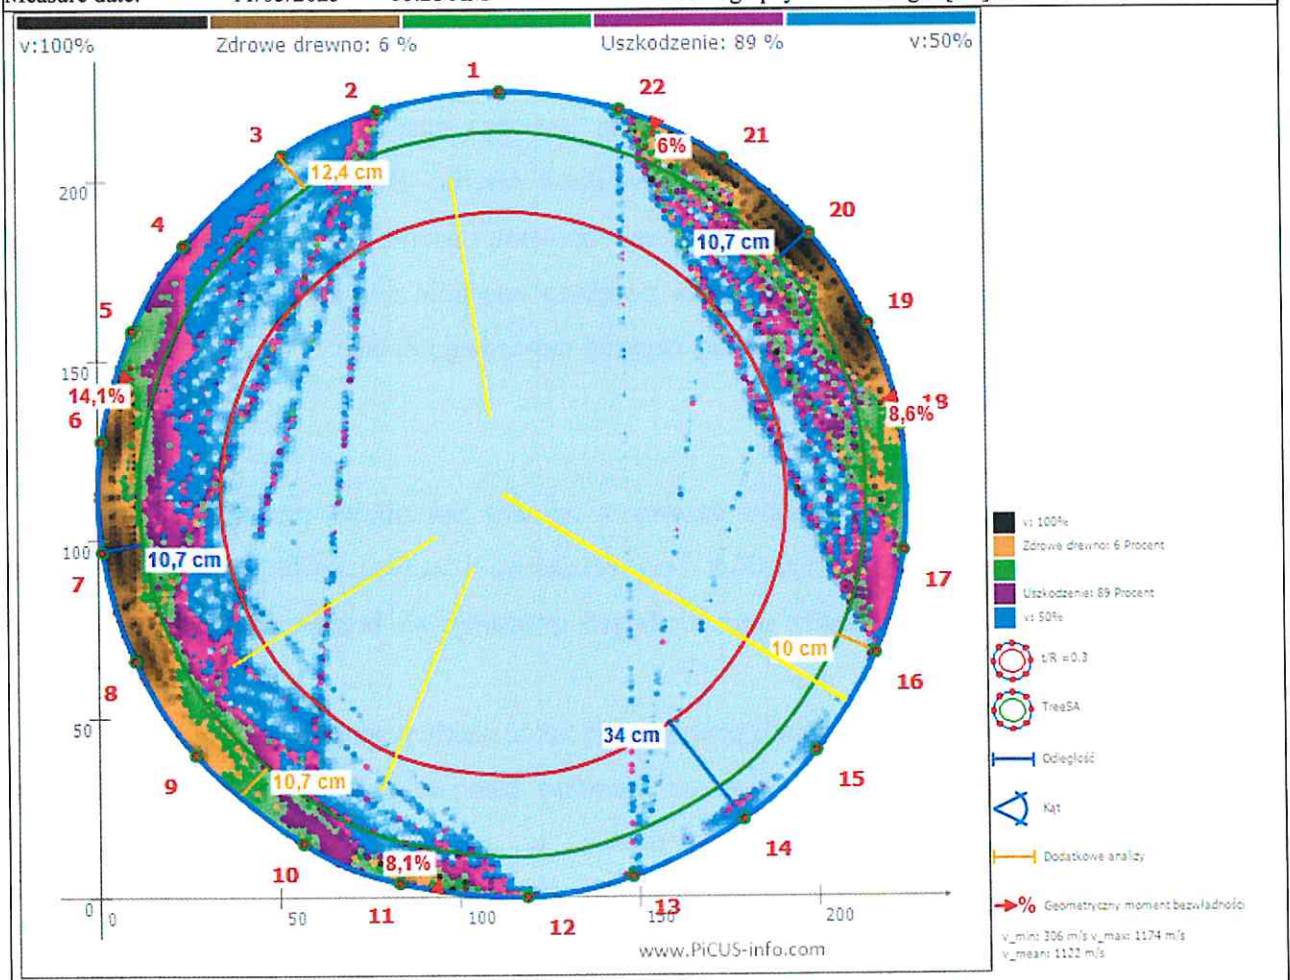 v:100%
Zdrowe drewno: 6 %
Uszkodzenie: 89 %
v:50%
1
2
22
3
21
6%
12,4 cm
200
4
20
10,7 cm
5
19
150
14,1%
18
8,6%
6
100
10,7 cm
7
17
10 cm
8
16
50
34 cm
9
10,7 cm
15
14
8,1%
10
0
0
50
11
100
12
13
150
200
www.PiCUS-info.com
v: 100%
Zdrowe drewno: 6 Procent
Uszkodzenie: 89 Procent
v: 50%
t/R =0.3
TreeSA
Odległość
Kąt
Dodatkowe analizy
% Geometryczny moment bezwładności
v_min: 306 m/s v_max: 1174 m/s
v_mean: 1122 m/s